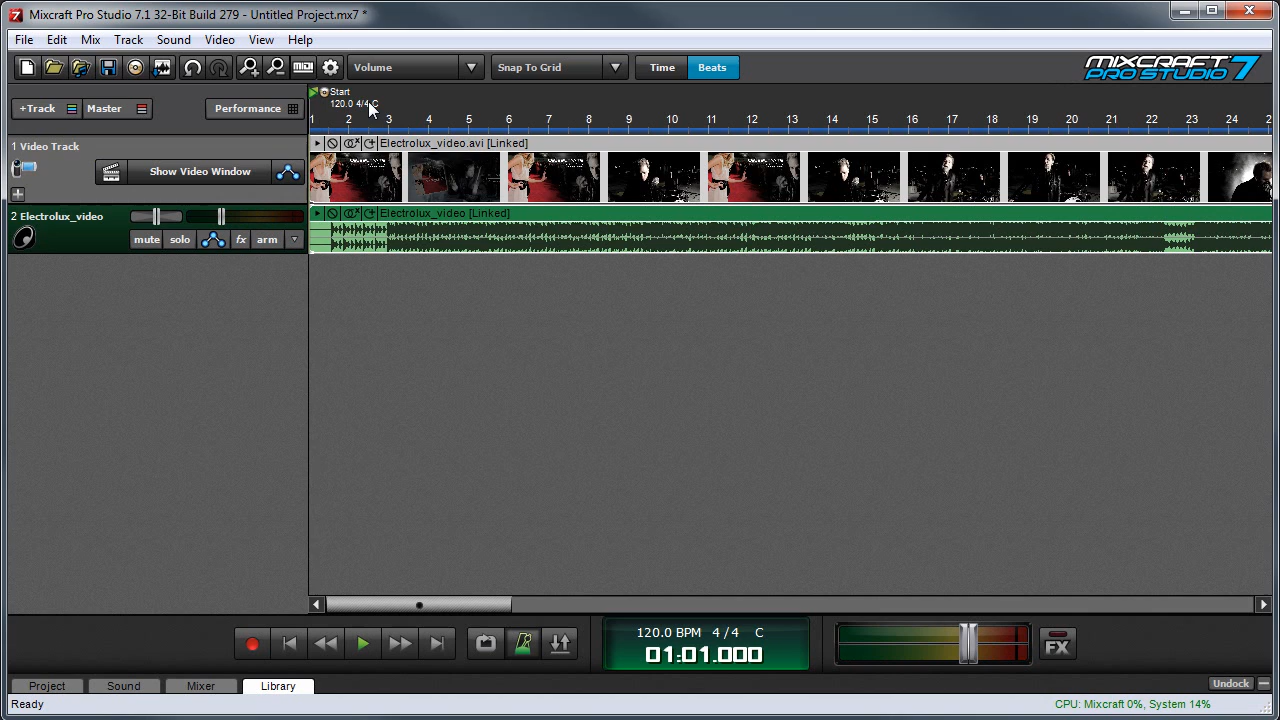 Mixcraft Pro Studio 7.1 32-Bit Build 279 - Untitled Project.mx7 *
File Edit Mix Track Sound Video View Help
Volume Snap To Grid Time Beats MIXCRAFT PRO STUDIO 7
+Track Master Performance
Start
120.0 4/4 C
1 2 3 4 5 6 7 8 9 10 11 12 13 14 15 16 17 18 19 20 21 22 23 24 2
1 Video Track
Electrolux_video.avi [Linked]
Show Video Window
2 Electrolux_video
Electrolux_video [Linked]
mute solo fx arm
120.0 BPM 4 / 4 C
01:01.000
FX
Project Sound Mixer Library Undock
Ready CPU: Mixcraft 0%, System 14%